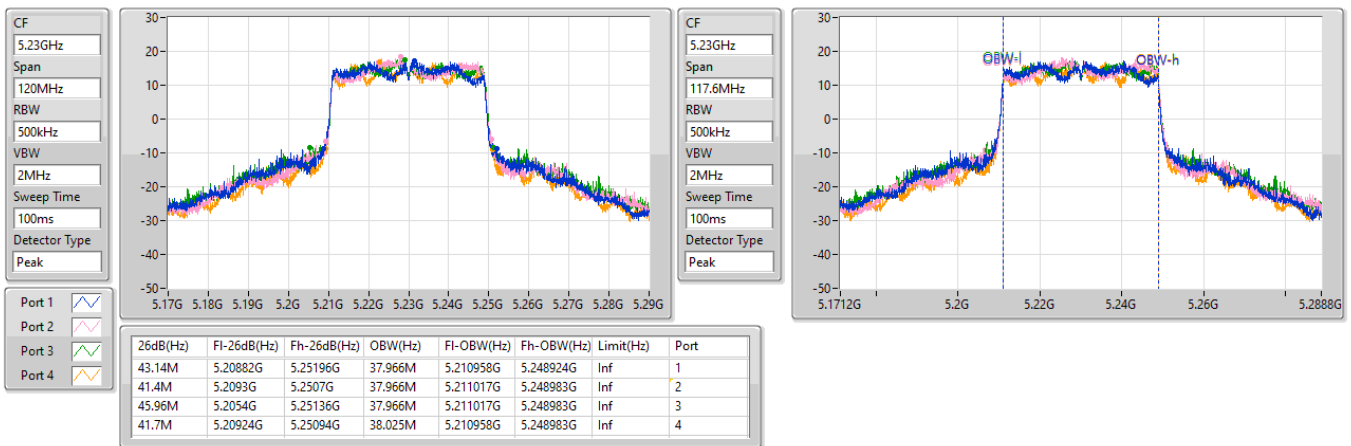 CF
5.23GHz
Span
120MHz
RBW
500kHz
VBW
2MHz
Sweep Time
100ms
Detector Type
Peak
30
20
10
0
-10
-20
-30
-40
-50
5.17G 5.18G 5.19G 5.2G 5.21G 5.22G 5.23G 5.24G 5.25G 5.26G 5.27G 5.28G 5.29G
CF
5.23GHz
Span
117.6MHz
RBW
500kHz
VBW
2MHz
Sweep Time
100ms
Detector Type
Peak
30
20
10
0
-10
-20
-30
-40
-50
OBW-l OBW-h
5.1712G 5.2G 5.22G 5.24G 5.26G 5.2888G
Port 1
Port 2
Port 3
Port 4
26dB(Hz) Fl-26dB(Hz) Fh-26dB(Hz) OBW(Hz) Fl-OBW(Hz) Fh-OBW(Hz) Limit(Hz) Port
43.14M 5.20882G 5.25196G 37.966M 5.210958G 5.248924G Inf 1
41.4M 5.2093G 5.2507G 37.966M 5.211017G 5.248983G Inf 2
45.96M 5.2054G 5.25136G 37.966M 5.211017G 5.248983G Inf 3
41.7M 5.20924G 5.25094G 38.025M 5.210958G 5.248983G Inf 4